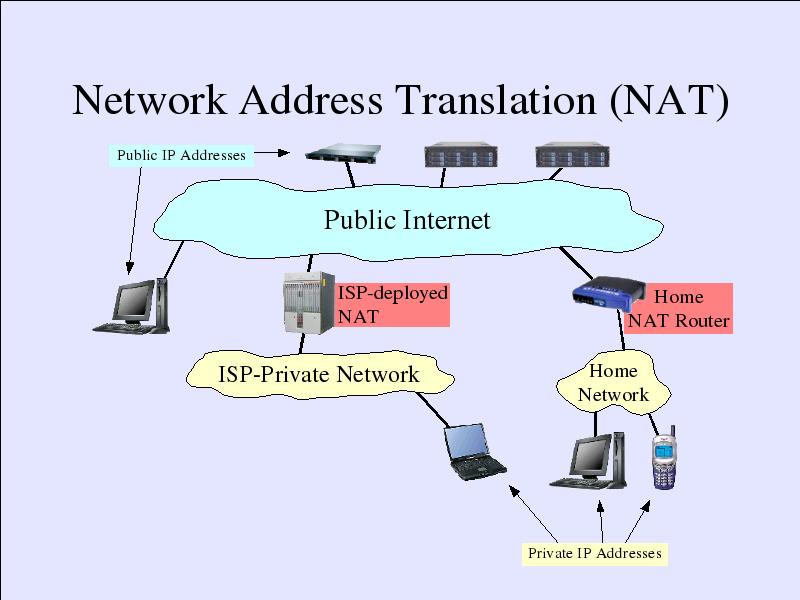 Network Address Translation (NAT)
Public IP Addresses
Public Internet
ISP-deployed
NAT
Home
NAT Router
ISP-Private Network
Home
Network
Private IP Addresses